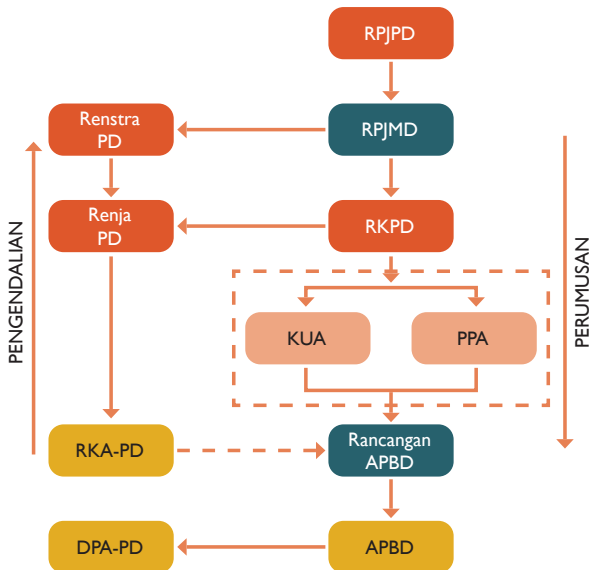 RPJPD
Renstra
PD
RPJMD
Renja
PD
RKPD
PENGENDALIAN
PERUMUSAN
KUA
PPA
RKA-PD
Rancangan
APBD
DPA-PD
APBD